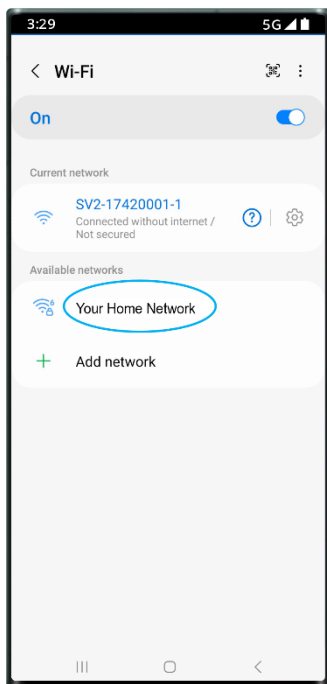 3:29 5G
Wi-Fi
On
Current network
SV2-17420001-1
Connected without internet /
Not secured
?
Available networks
6
Your Home Network
Add network